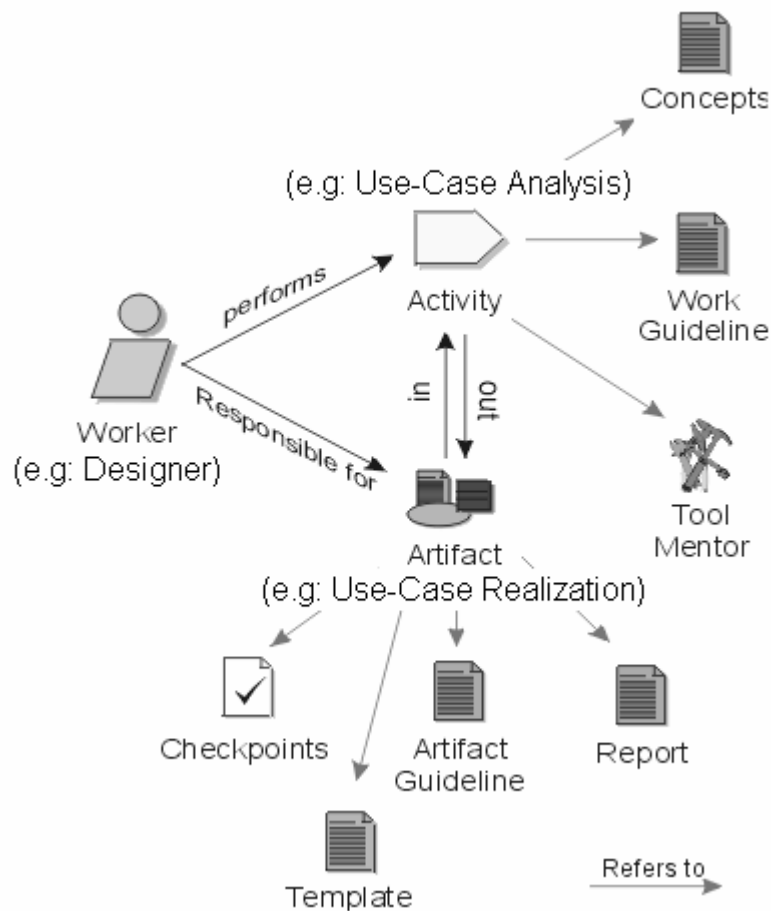 Concepts
(e.g: Use-Case Analysis)
performs
Activity
Work
Guideline
in
out
Worker
(e.g: Designer)
Responsible for
Tool
Mentor
Artifact
(e.g: Use-Case Realization)
Checkpoints
Artifact
Guideline
Report
Template
Refers to